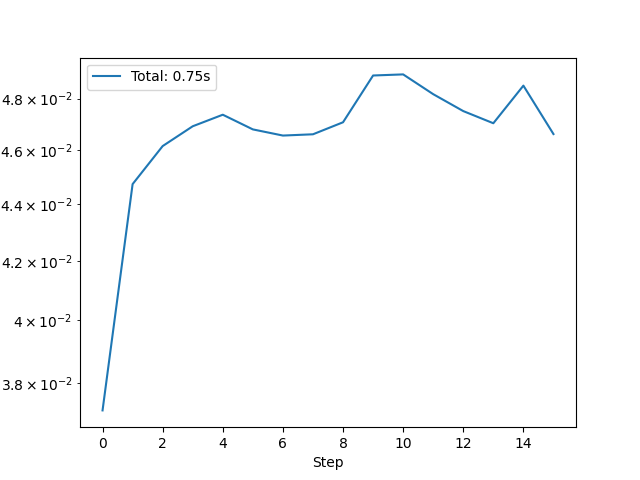 Total: 0.75s
4.8 × 10⁻²
4.6 × 10⁻²
4.4 × 10⁻²
4.2 × 10⁻²
4 × 10⁻²
3.8 × 10⁻²
0 2 4 6 8 10 12 14
Step